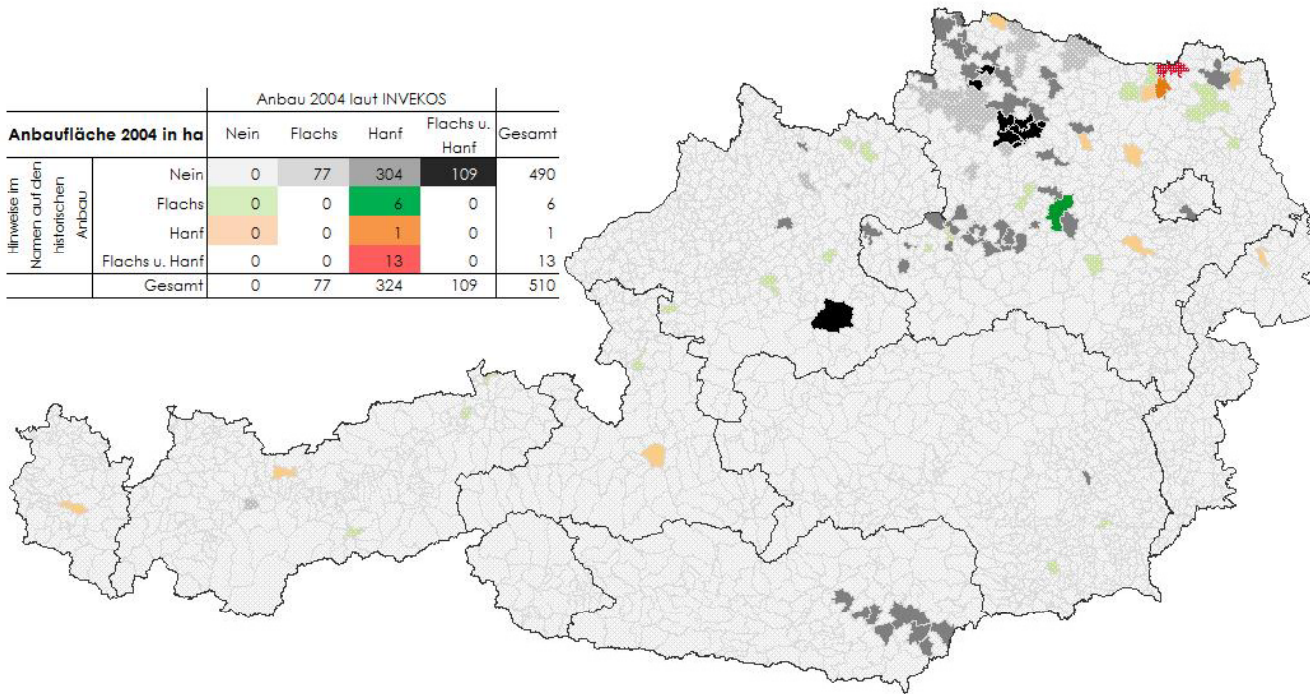 Anbau 2004 laut INVEKOS
Anbaufläche 2004 in ha Nein Flachs Hanf Flachs u. Hanf Gesamt
Hinweise im
Namen auf den
historischen
Anbau
Nein 0 77 304 109 490
Flachs 0 0 6 0 6
Hanf 0 0 1 0 1
Flachs u. Hanf 0 0 13 0 13
Gesamt 0 77 324 109 510